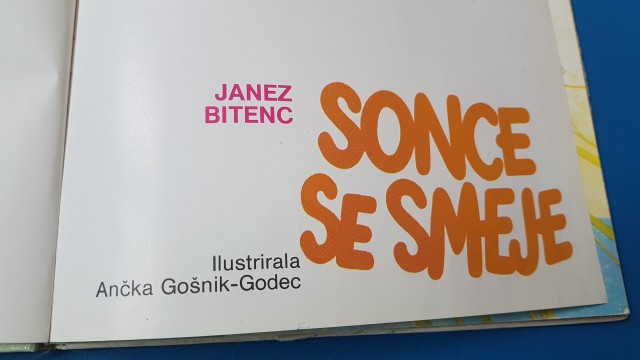 JANEZ
BITENC
SONCE
SE SMEJE
Ilustrirala
Ančka Gošnik-Godec